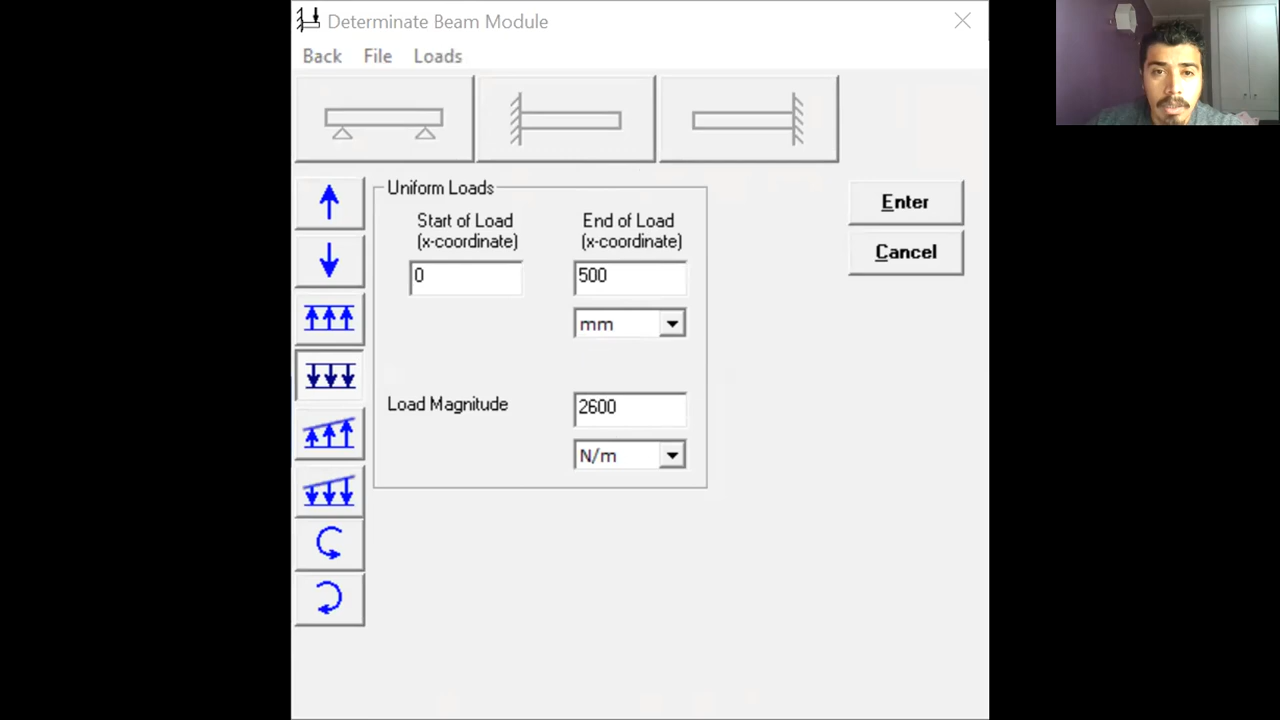 Determinate Beam Module
Back File Loads
Uniform Loads
Start of Load End of Load
(x-coordinate) (x-coordinate)
0 500
mm
Load Magnitude 2600
N/m
Enter
Cancel